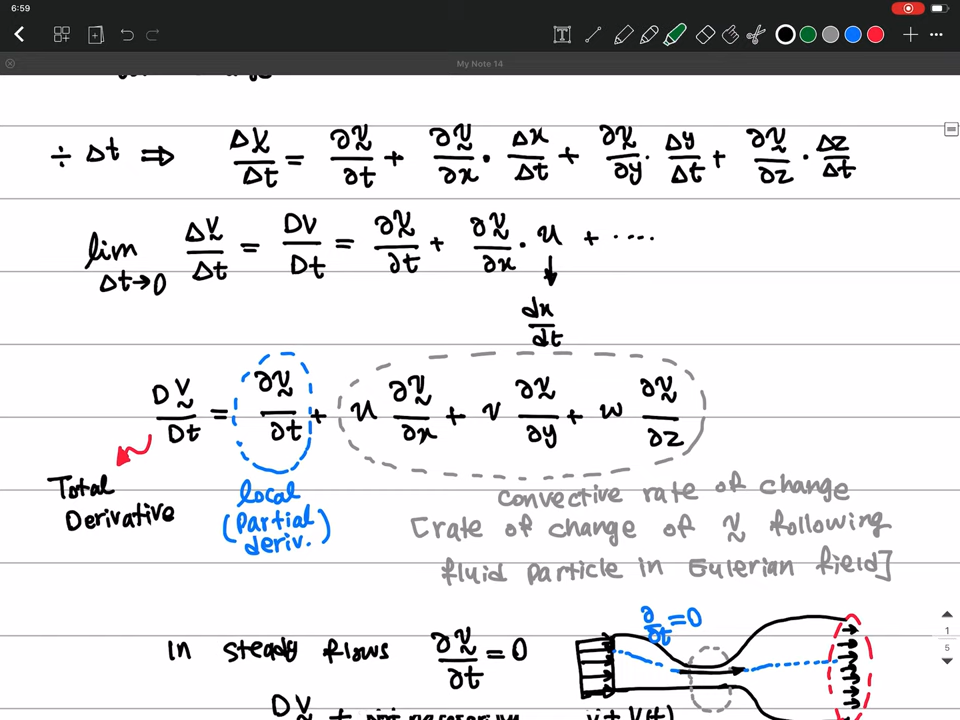 6:59
My Note 14
÷ Δt ⇒ ΔV/Δt = ∂V/∂t + ∂V/∂x · Δx/Δt + ∂V/∂y · Δy/Δt + ∂V/∂z · Δz/Δt
lim Δt→0 ΔV/Δt = DV/Dt = ∂V/∂t + ∂V/∂x · u + ····
dx/dt
DV/Dt = ∂V/∂t + u ∂V/∂x + v ∂V/∂y + w ∂V/∂z
Total
Derivative
local
(Partial
deriv.)
Convective rate of change
[rate of change of V following
fluid particle in Eulerian field]
∂/∂t = 0
In steady flows ∂V/∂t = 0
1
5